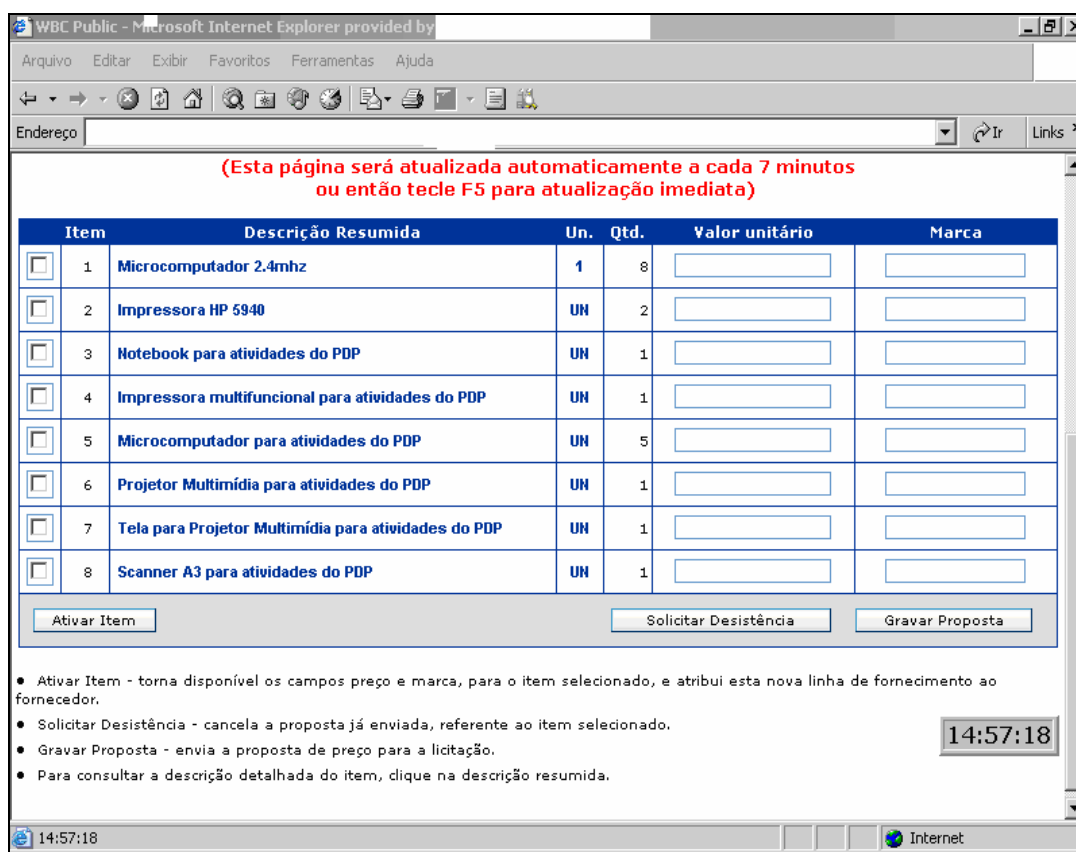 WBC Public - Microsoft Internet Explorer provided by
Arquivo Editar Exibir Favoritos Ferramentas Ajuda
Endereço Ir Links
(Esta página será atualizada automaticamente a cada 7 minutos
ou então tecle F5 para atualização imediata)
Item Descrição Resumida Un. Qtd. Valor unitário Marca
1 Microcomputador 2.4mhz 1 8
2 Impressora HP 5940 UN 2
3 Notebook para atividades do PDP UN 1
4 Impressora multifuncional para atividades do PDP UN 1
5 Microcomputador para atividades do PDP UN 5
6 Projetor Multimídia para atividades do PDP UN 1
7 Tela para Projetor Multimídia para atividades do PDP UN 1
8 Scanner A3 para atividades do PDP UN 1
Ativar Item Solicitar Desistência Gravar Proposta
• Ativar Item - torna disponível os campos preço e marca, para o item selecionado, e atribui esta nova linha de fornecimento ao
fornecedor.
• Solicitar Desistência - cancela a proposta já enviada, referente ao item selecionado.
14:57:18
• Gravar Proposta - envia a proposta de preço para a licitação.
• Para consultar a descrição detalhada do item, clique na descrição resumida.
14:57:18 Internet